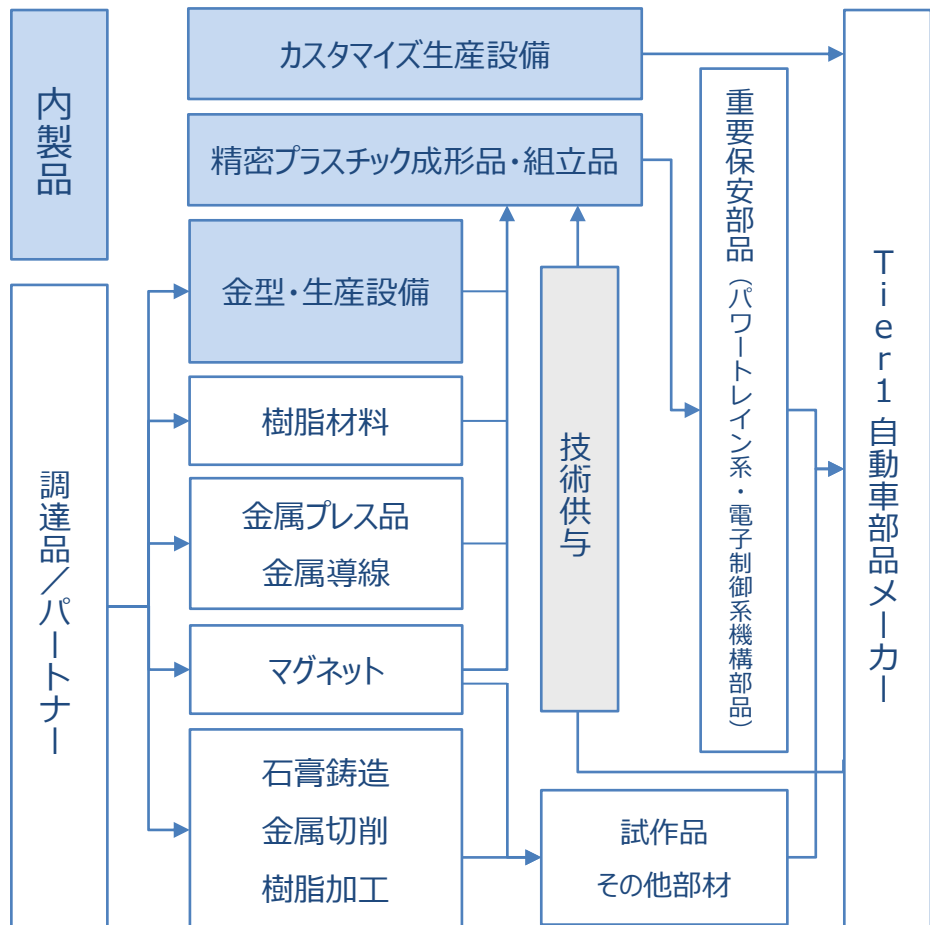 内製品
カスタマイズ生産設備
精密プラスチック成形品・組立品
金型・生産設備
調達品／パートナー
樹脂材料
金属プレス品
金属導線
マグネット
石膏鋳造
金属切削
樹脂加工
技術供与
試作品
その他部材
重要保安部品（パワートレイン系・電子制御系機構部品）
Tier1自動車部品メーカー